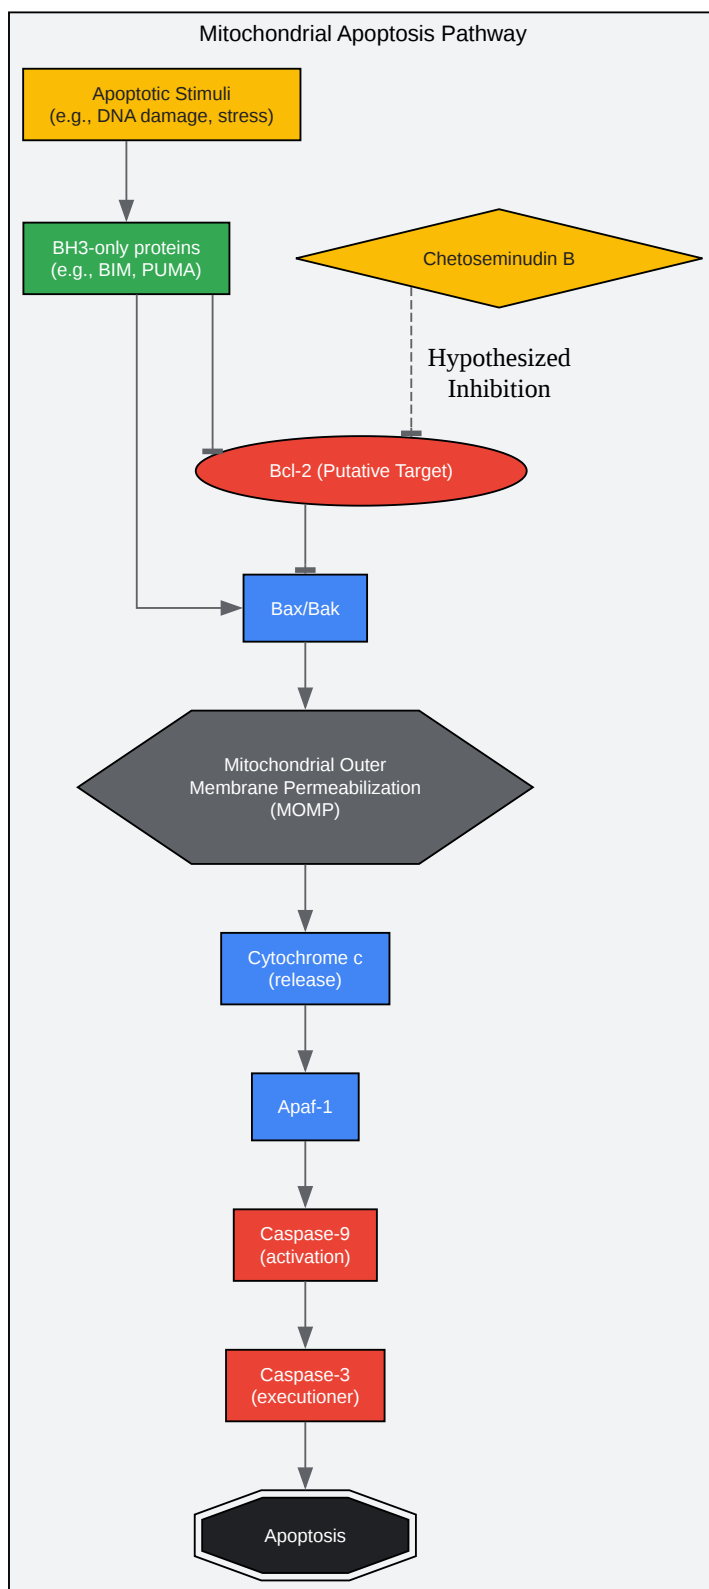 Mitochondrial Apoptosis Pathway
Apoptotic Stimuli
(e.g., DNA damage, stress)
BH3-only proteins
(e.g., BIM, PUMA)
Chetoseminudin B
Hypothesized
Inhibition
Bcl-2 (Putative Target)
Bax/Bak
Mitochondrial Outer
Membrane Permeabilization
(MOMP)
Cytochrome c
(release)
Apaf-1
Caspase-9
(activation)
Caspase-3
(executioner)
Apoptosis